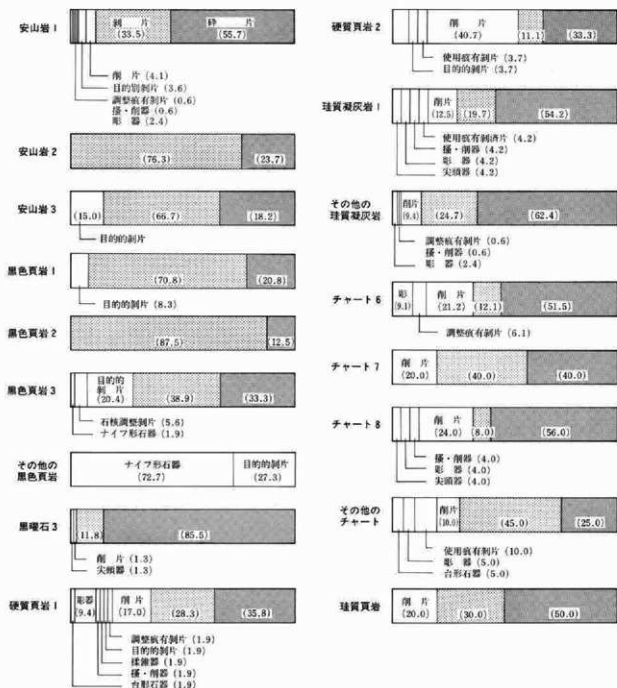 安山岩 1
剥 片 砕 片
(33.5) (55.7)
削 片 (4.1)
目的別剥片 (3.6)
調整痕有剥片 (0.6)
掻・削器 (0.6)
彫 器 (2.4)
安山岩 2
(76.3) (23.7)
安山岩 3
(15.0) (66.7) (18.2)
目的的剥片
黒色頁岩 1
(70.8) (20.8)
目的的剥片 (8.3)
黒色頁岩 2
(87.5) (12.5)
黒色頁岩 3
目的的
剥 片
(20.4) (38.9) (33.3)
石核調整剥片 (5.6)
ナイフ形石器 (1.9)
その他の
黒色頁岩
ナイフ形石器 目的的剥片
(72.7) (27.3)
黒曜石 3
(11.8) (85.5)
削 片 (1.3)
尖頭器 (1.3)
硬質頁岩 1
彫器 削 片
(9.4) (17.0) (28.3) (35.8)
調整痕有剥片 (1.9)
目的的剥片 (1.9)
揉錐器 (1.9)
掻・削器 (1.9)
台形石器 (1.9)
硬質頁岩 2
削 片
(40.7) (11.1) (33.3)
使用痕有剥片 (3.7)
目的的剥片 (3.7)
珪質凝灰岩 1
削片
(12.5) (19.7) (54.2)
使用痕有剥済片 (4.2)
掻・削器 (4.2)
彫 器 (4.2)
尖頭器 (4.2)
その他の
珪質凝灰岩
削片
(9.4) (24.7) (62.4)
調整痕有剥片 (0.6)
掻・削器 (0.6)
彫 器 (2.4)
チャート 6
彫 削 片
(9.1) (21.2) (12.1) (51.5)
調整痕有剥片 (6.1)
チャート 7
削 片
(20.0) (40.0) (40.0)
チャート 8
削 片
(24.0) (8.0) (56.0)
掻・削器 (4.0)
彫 器 (4.0)
尖頭器 (4.0)
その他の
チャート
削片
(10.0) (45.0) (25.0)
使用痕有剥片 (10.0)
彫 器 (5.0)
台形石器 (5.0)
珪質頁岩
削 片
(20.0) (30.0) (50.0)